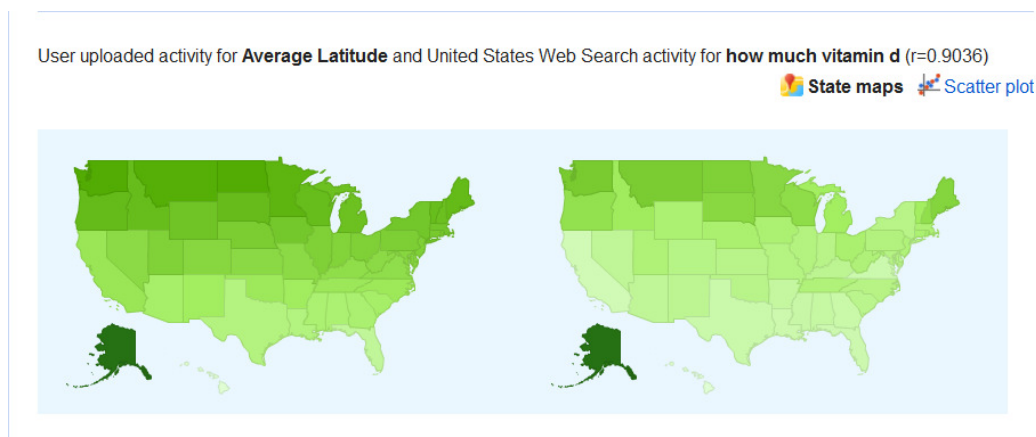 User uploaded activity for Average Latitude and United States Web Search activity for how much vitamin d (r=0.9036)
State maps Scatter plot